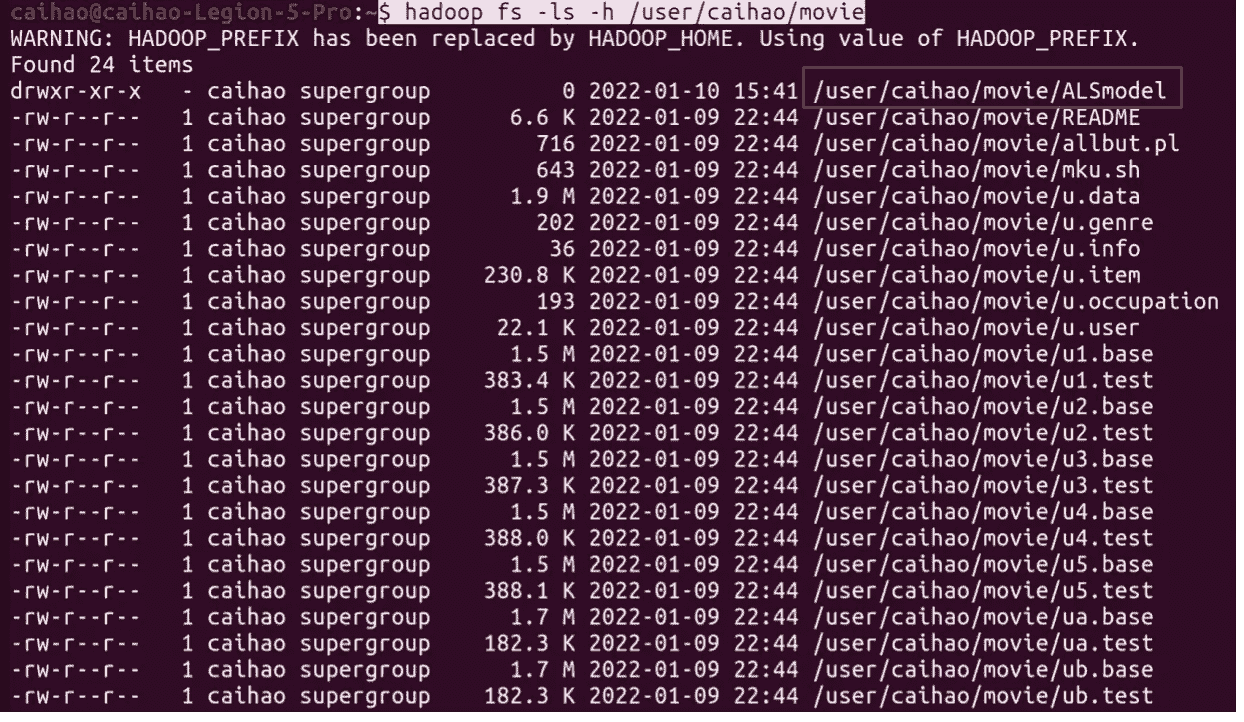 caihao@caihao-Legion-5-Pro:~$ hadoop fs -ls -h /user/caihao/movie
WARNING: HADOOP_PREFIX has been replaced by HADOOP_HOME. Using value of HADOOP_PREFIX.
Found 24 items
drwxr-xr-x   - caihao supergroup          0 2022-01-10 15:41 /user/caihao/movie/ALSmodel
-rw-r--r--   1 caihao supergroup      6.6 K 2022-01-09 22:44 /user/caihao/movie/README
-rw-r--r--   1 caihao supergroup        716 2022-01-09 22:44 /user/caihao/movie/allbut.pl
-rw-r--r--   1 caihao supergroup        643 2022-01-09 22:44 /user/caihao/movie/mku.sh
-rw-r--r--   1 caihao supergroup      1.9 M 2022-01-09 22:44 /user/caihao/movie/u.data
-rw-r--r--   1 caihao supergroup        202 2022-01-09 22:44 /user/caihao/movie/u.genre
-rw-r--r--   1 caihao supergroup         36 2022-01-09 22:44 /user/caihao/movie/u.info
-rw-r--r--   1 caihao supergroup    230.8 K 2022-01-09 22:44 /user/caihao/movie/u.item
-rw-r--r--   1 caihao supergroup        193 2022-01-09 22:44 /user/caihao/movie/u.occupation
-rw-r--r--   1 caihao supergroup     22.1 K 2022-01-09 22:44 /user/caihao/movie/u.user
-rw-r--r--   1 caihao supergroup      1.5 M 2022-01-09 22:44 /user/caihao/movie/u1.base
-rw-r--r--   1 caihao supergroup    383.4 K 2022-01-09 22:44 /user/caihao/movie/u1.test
-rw-r--r--   1 caihao supergroup      1.5 M 2022-01-09 22:44 /user/caihao/movie/u2.base
-rw-r--r--   1 caihao supergroup    386.0 K 2022-01-09 22:44 /user/caihao/movie/u2.test
-rw-r--r--   1 caihao supergroup      1.5 M 2022-01-09 22:44 /user/caihao/movie/u3.base
-rw-r--r--   1 caihao supergroup    387.3 K 2022-01-09 22:44 /user/caihao/movie/u3.test
-rw-r--r--   1 caihao supergroup      1.5 M 2022-01-09 22:44 /user/caihao/movie/u4.base
-rw-r--r--   1 caihao supergroup    388.0 K 2022-01-09 22:44 /user/caihao/movie/u4.test
-rw-r--r--   1 caihao supergroup      1.5 M 2022-01-09 22:44 /user/caihao/movie/u5.base
-rw-r--r--   1 caihao supergroup    388.1 K 2022-01-09 22:44 /user/caihao/movie/u5.test
-rw-r--r--   1 caihao supergroup      1.7 M 2022-01-09 22:44 /user/caihao/movie/ua.base
-rw-r--r--   1 caihao supergroup    182.3 K 2022-01-09 22:44 /user/caihao/movie/ua.test
-rw-r--r--   1 caihao supergroup      1.7 M 2022-01-09 22:44 /user/caihao/movie/ub.base
-rw-r--r--   1 caihao supergroup    182.3 K 2022-01-09 22:44 /user/caihao/movie/ub.test